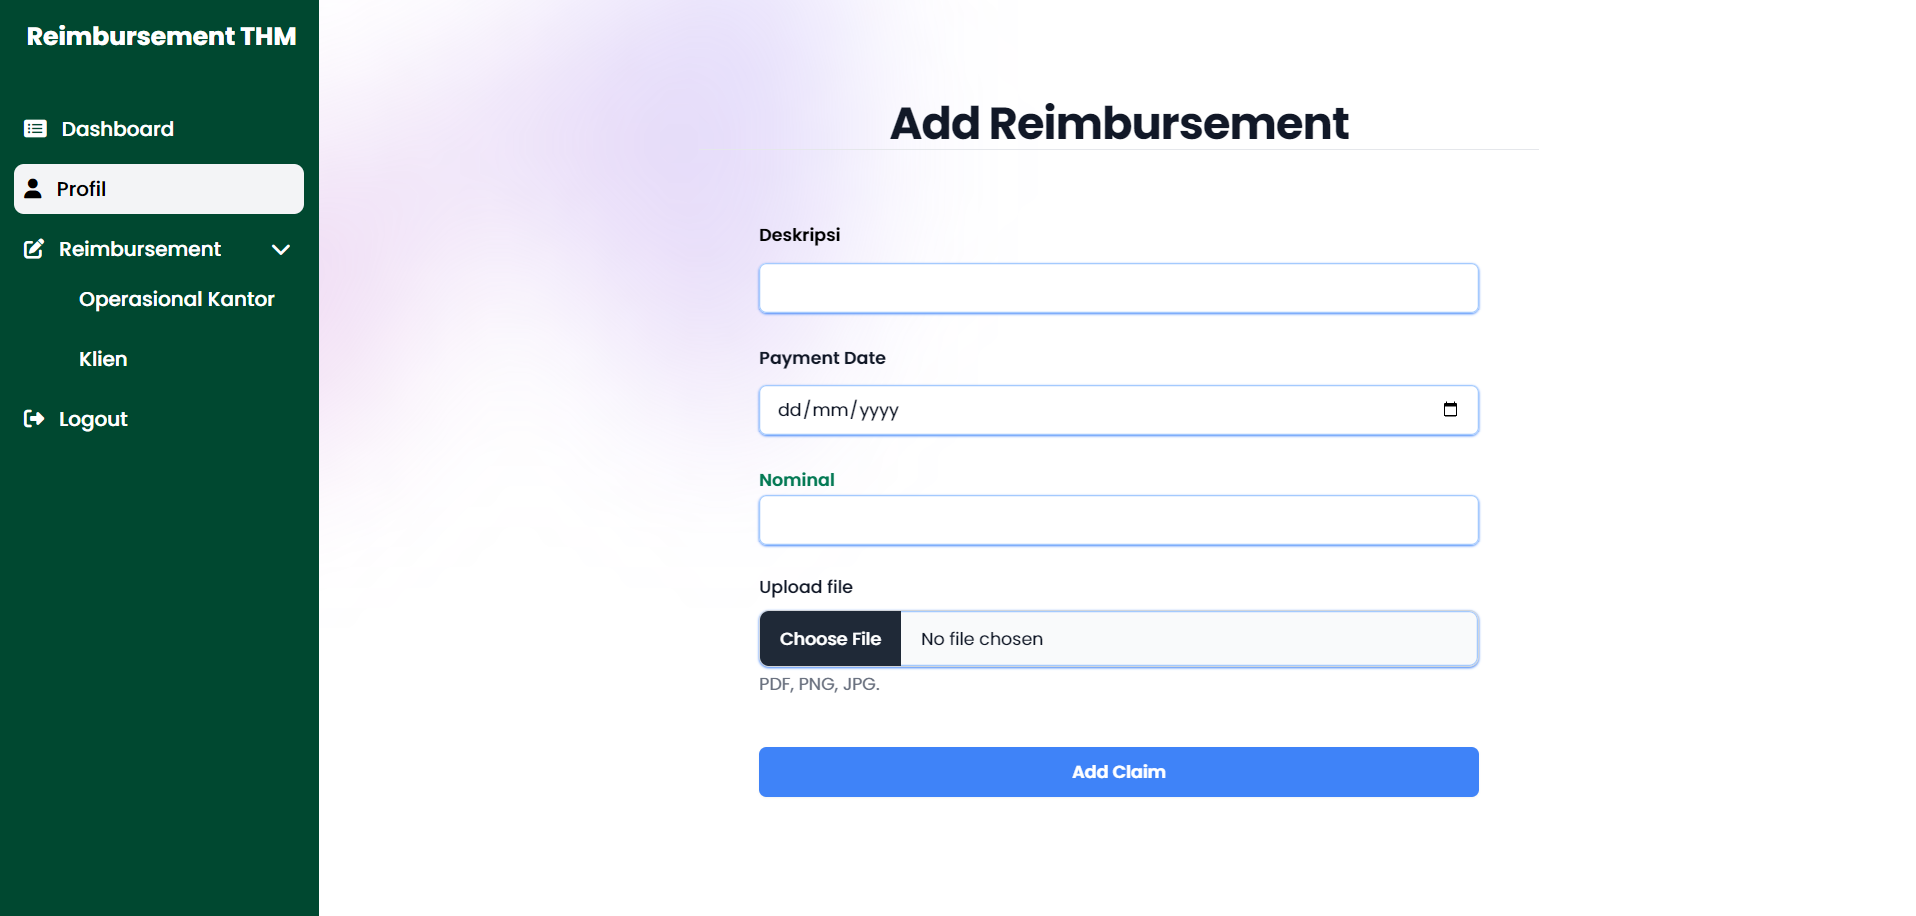 Reimbursement THM
Dashboard
Profil
Reimbursement
Operasional Kantor
Klien
Logout
Add Reimbursement
Deskripsi
Payment Date
dd/mm/yyyy
Nominal
Upload file
Choose File No file chosen
PDF, PNG, JPG.
Add Claim